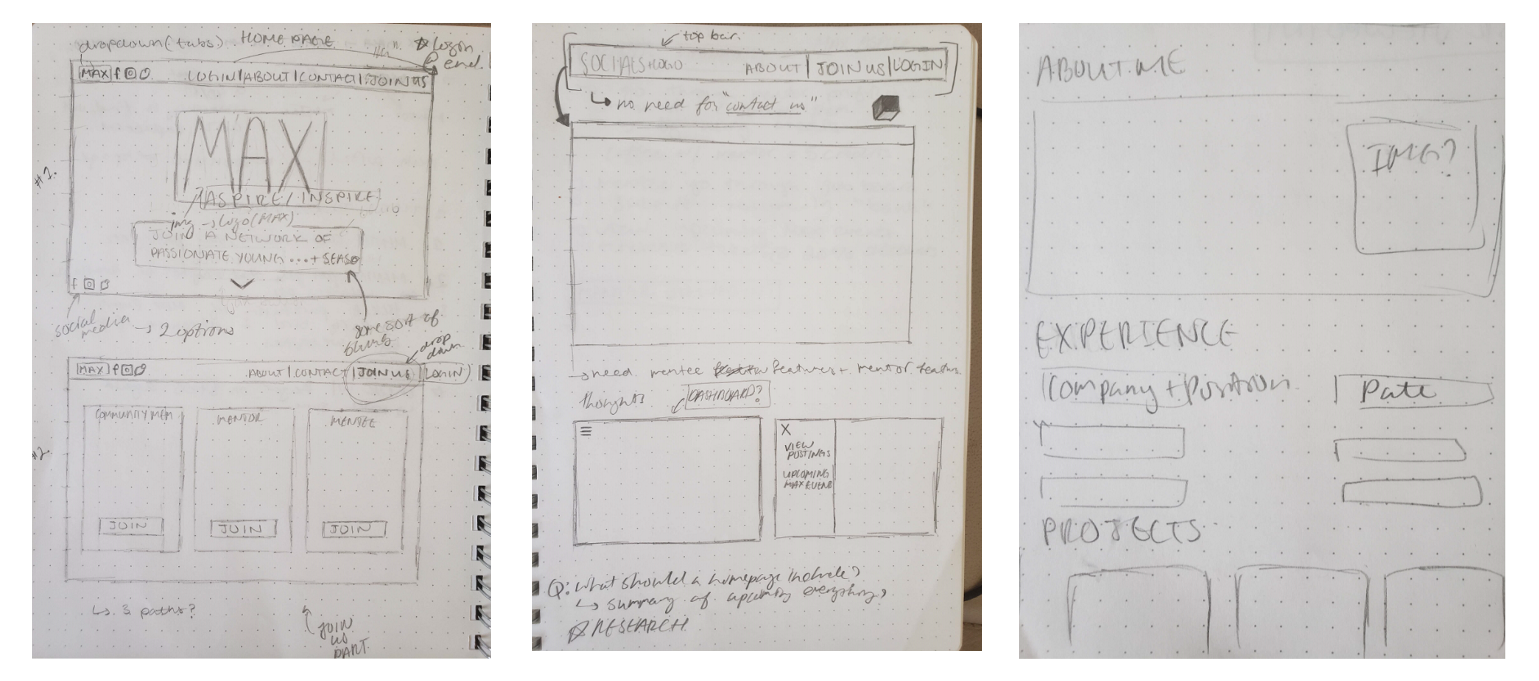 dropdown (tabs) HOME PAGE
login
end.
MAX
LOGIN | ABOUT | CONTACT | JOIN US
#1.
MAX
ASPIRE / INSPIRE
img → logo (MAX)
JOIN A NETWORK OF
PASSIONATE YOUNG ... +
social
media → 2 options
some sort of
blurb
drop
down
MAX
ABOUT | CONTACT | JOIN US | LOGIN
COMMUNITY MEM
MENTOR
MENTEE
#2.
JOIN
JOIN
JOIN
↳ 3 paths?
JOIN
US
PART.
top bar.
SOCIALS + LOGO
ABOUT | JOIN US | LOGIN
↳ no need for "contact us"
→ need mentee features + mentor
thoughts
DASHBOARD?
X
VIEW
POSTINGS
UPCOMING
MAX EVENTS
Q: what should a homepage include?
↳ summary of upcoming everything?
RESEARCH
ABOUT ME
IMG?
EXPERIENCE
Company + Position
Date
PROJECTS